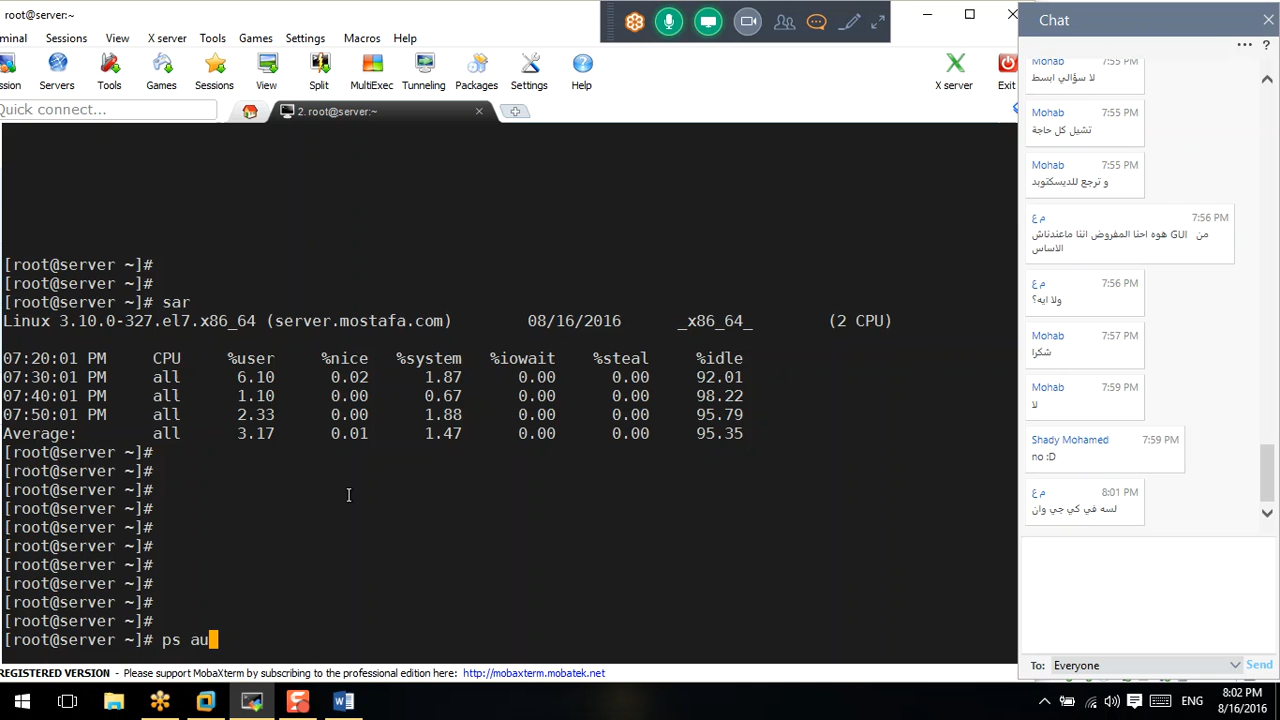 root@server:~
minal Sessions View X server Tools Games Settings Macros Help
sion Servers Tools Games Sessions View Split MultiExec Tunneling Packages Settings Help X server Exit
Quick connect...
2. root@server:~
[root@server ~]#
[root@server ~]#
[root@server ~]# sar
Linux 3.10.0-327.el7.x86_64 (server.mostafa.com) 08/16/2016 _x86_64_ (2 CPU)
07:20:01 PM CPU %user %nice %system %iowait %steal %idle
07:30:01 PM all 6.10 0.02 1.87 0.00 0.00 92.01
07:40:01 PM all 1.10 0.00 0.67 0.00 0.00 98.22
07:50:01 PM all 2.33 0.00 1.88 0.00 0.00 95.79
Average: all 3.17 0.01 1.47 0.00 0.00 95.35
[root@server ~]#
[root@server ~]#
[root@server ~]#
[root@server ~]#
[root@server ~]#
[root@server ~]#
[root@server ~]#
[root@server ~]#
[root@server ~]#
[root@server ~]#
[root@server ~]# ps au
REGISTERED VERSION - Please support MobaXterm by subscribing to the professional edition here: http://mobaxterm.mobatek.net
Chat
?
Mohab 7:55 PM
لا سؤالي ابسط
Mohab 7:55 PM
تشيل كل حاجة
Mohab 7:55 PM
و ترجع للديسكتوبد
م ع 7:56 PM
هوه احنا المفروض اننا ماعندناش GUI من
الاساس
م ع 7:56 PM
ولا ايه؟
Mohab 7:57 PM
شكرا
Mohab 7:59 PM
لا
Shady Mohamed 7:59 PM
no :D
م ع 8:01 PM
لسه في كي جي وان
To: Everyone Send
ENG
8:02 PM
8/16/2016